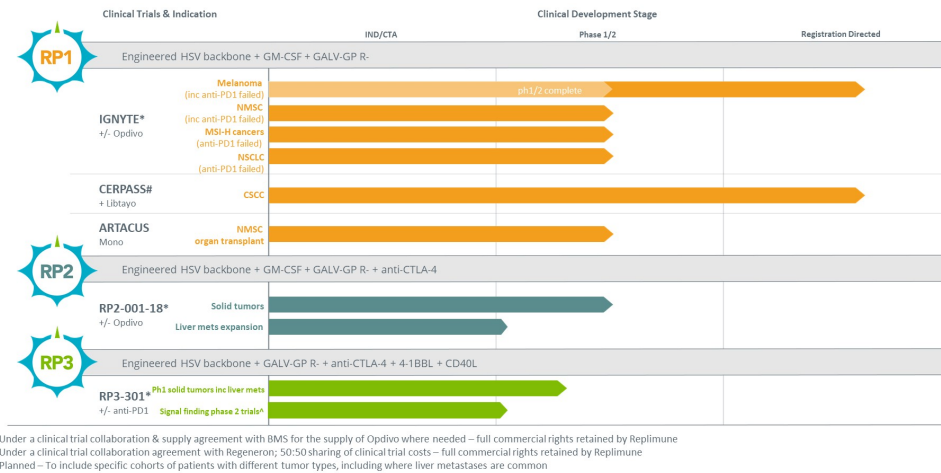 Clinical Trials & Indication
Clinical Development Stage
IND/CTA
Phase 1/2
Registration Directed
RP1
Engineered HSV backbone + GM-CSF + GALV-GP R-
IGNYTE*
+/- Opdivo
Melanoma
(inc anti-PD1 failed)
ph1/2 complete
NMSC
(inc anti-PD1 failed)
MSI-H cancers
(anti-PD1 failed)
NSCLC
(anti-PD1 failed)
CERPASS#
+ Libtayo
CSCC
ARTACUS
Mono
NMSC
organ transplant
RP2
Engineered HSV backbone + GM-CSF + GALV-GP R- + anti-CTLA-4
RP2-001-18*
+/- Opdivo
Solid tumors
Liver mets expansion
RP3
Engineered HSV backbone + GALV-GP R- + anti-CTLA-4 + 4-1BBL + CD40L
RP3-301*
+/- anti-PD1
Ph1 solid tumors inc liver mets
Signal finding phase 2 trials^
Under a clinical trial collaboration & supply agreement with BMS for the supply of Opdivo where needed – full commercial rights retained by Replimune
Under a clinical trial collaboration agreement with Regeneron; 50:50 sharing of clinical trial costs – full commercial rights retained by Replimune
Planned – To include specific cohorts of patients with different tumor types, including where liver metastases are common